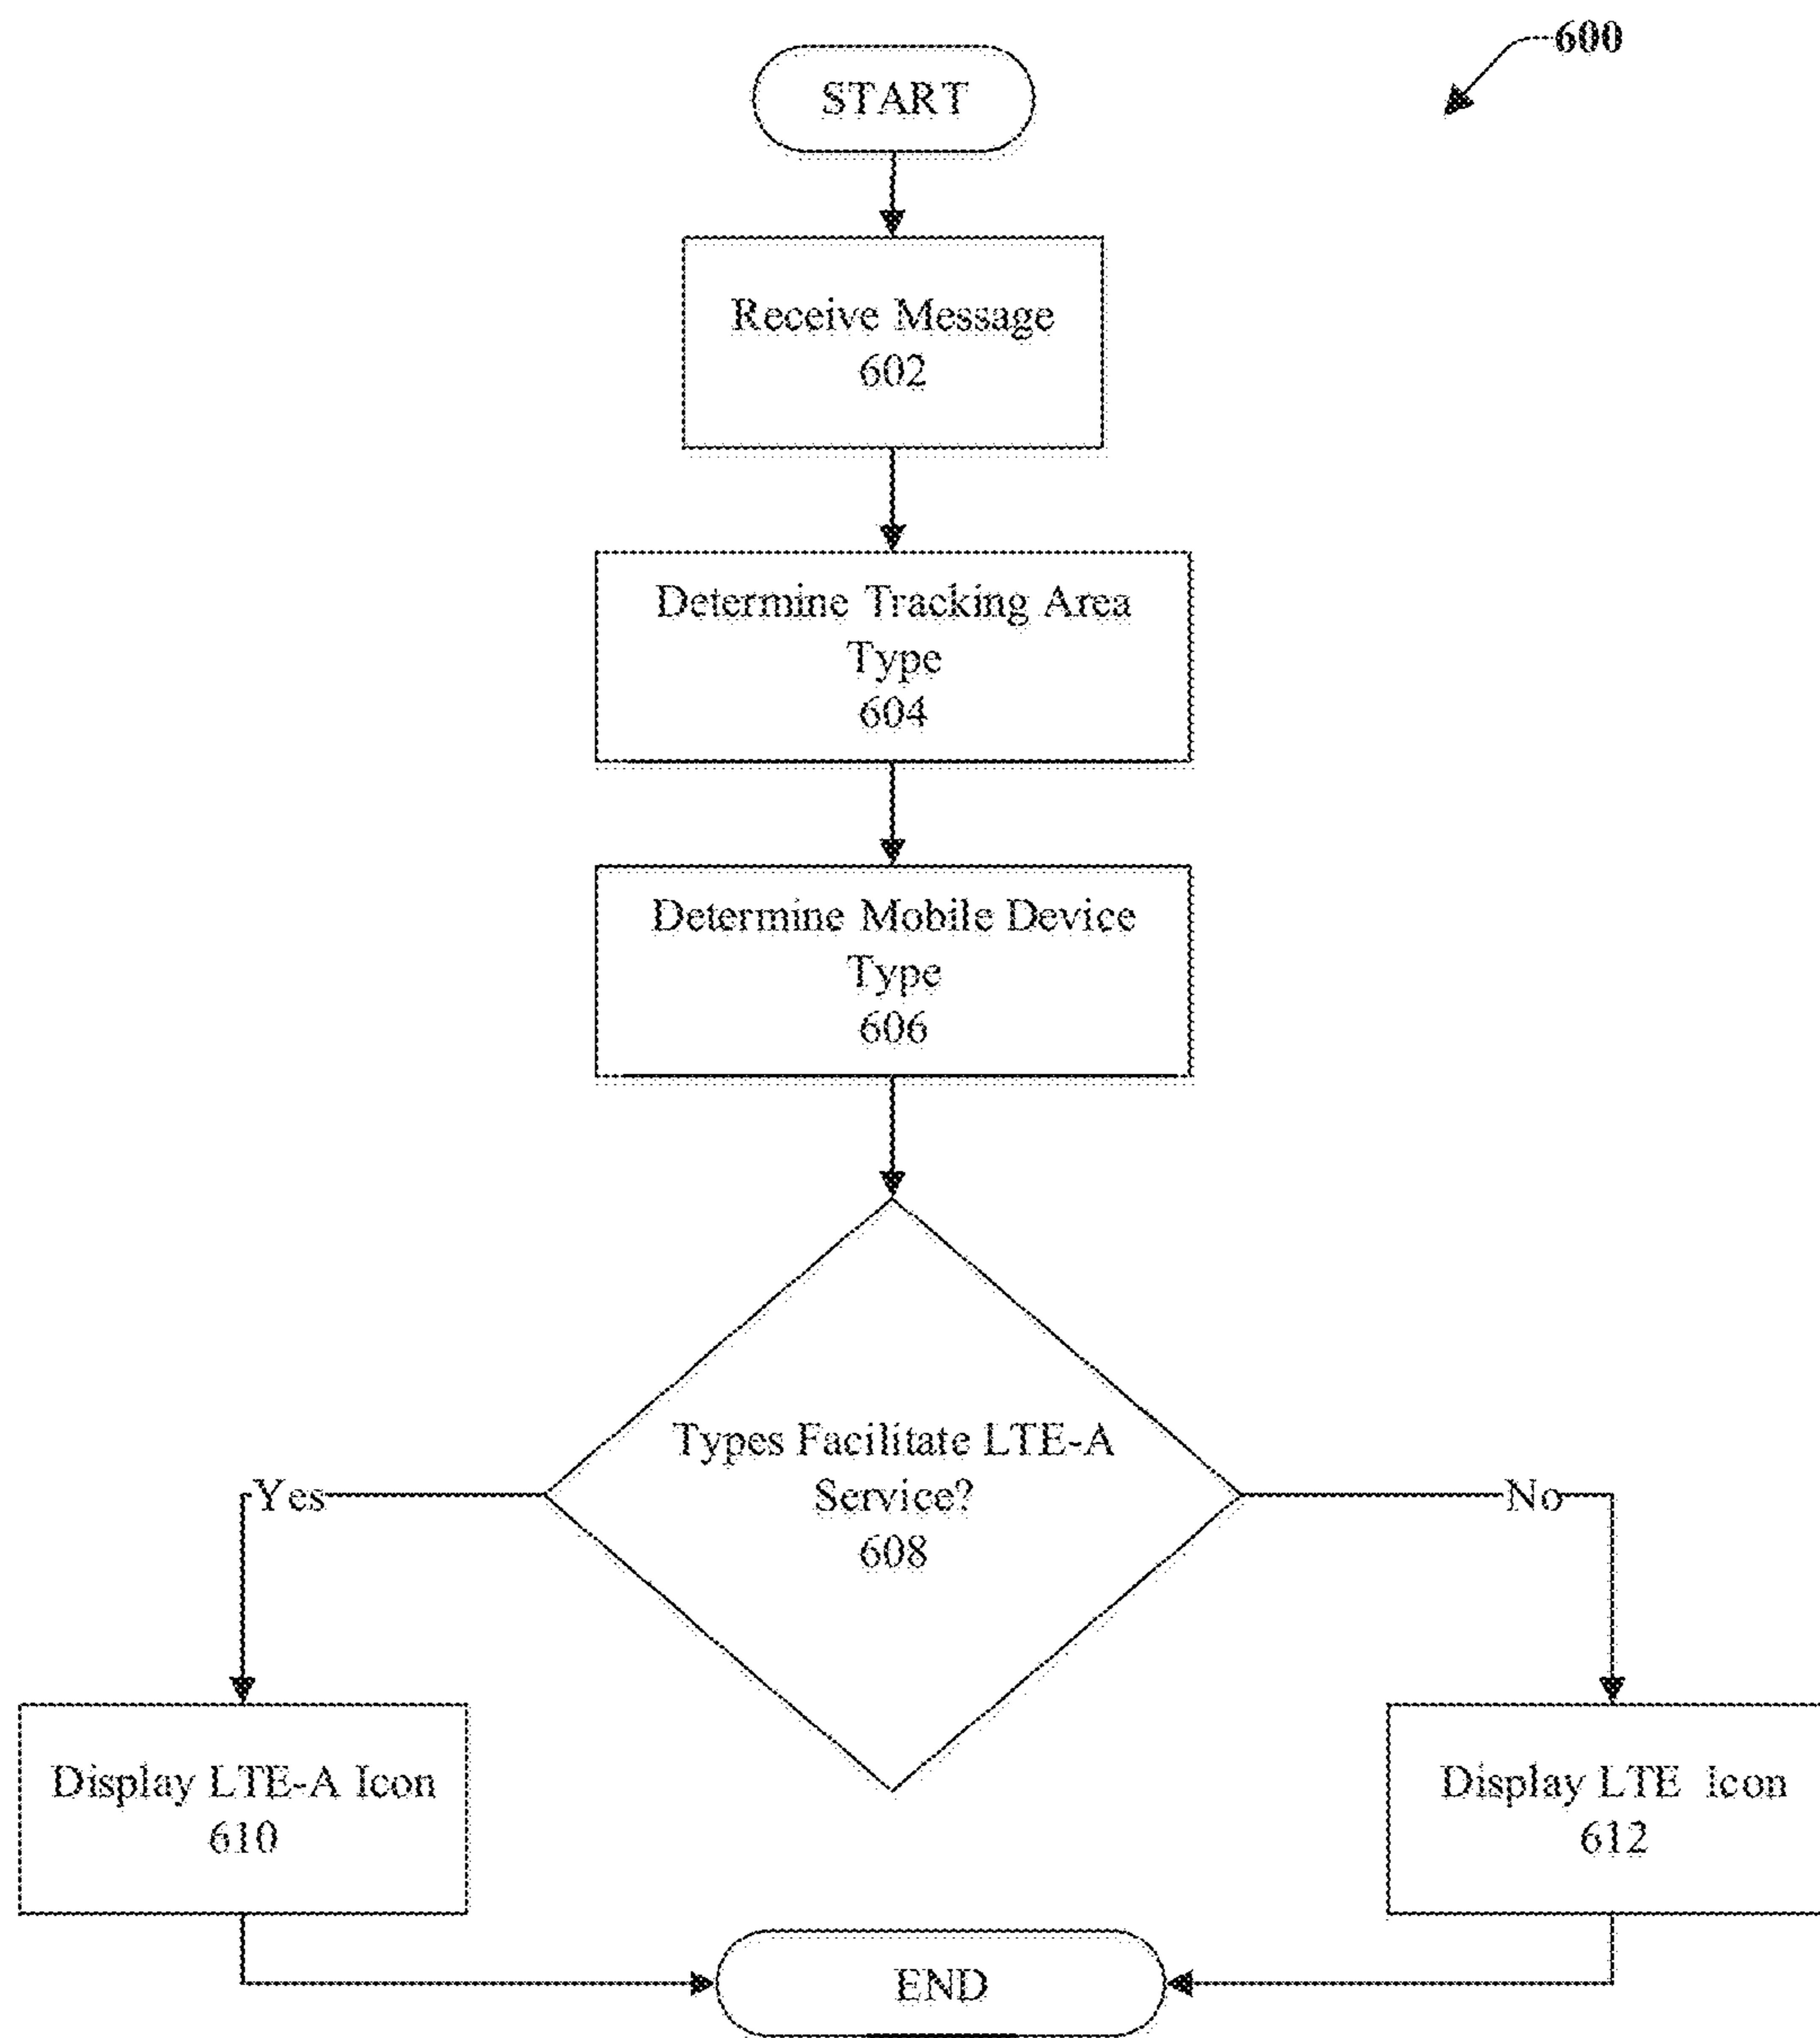 600
START
Receive Message
602
Determine Tracking Area
Type
604
Determine Mobile Device
Type
606
Types Facilitate LTE-A
Service?
608
Yes
No
Display LTE-A Icon
610
Display LTE Icon
612
END